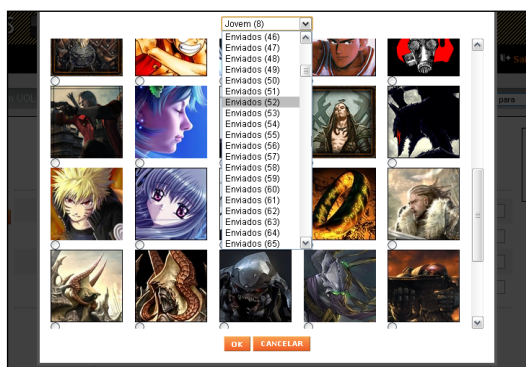 Jovem (8)
Enviados (46)
Enviados (47)
Enviados (48)
Enviados (49)
Enviados (50)
Enviados (51)
Enviados (52)
Enviados (53)
Enviados (54)
Enviados (55)
Enviados (56)
Enviados (57)
Enviados (58)
Enviados (59)
Enviados (60)
Enviados (61)
Enviados (62)
Enviados (63)
Enviados (64)
Enviados (65)
para
OK
CANCELAR